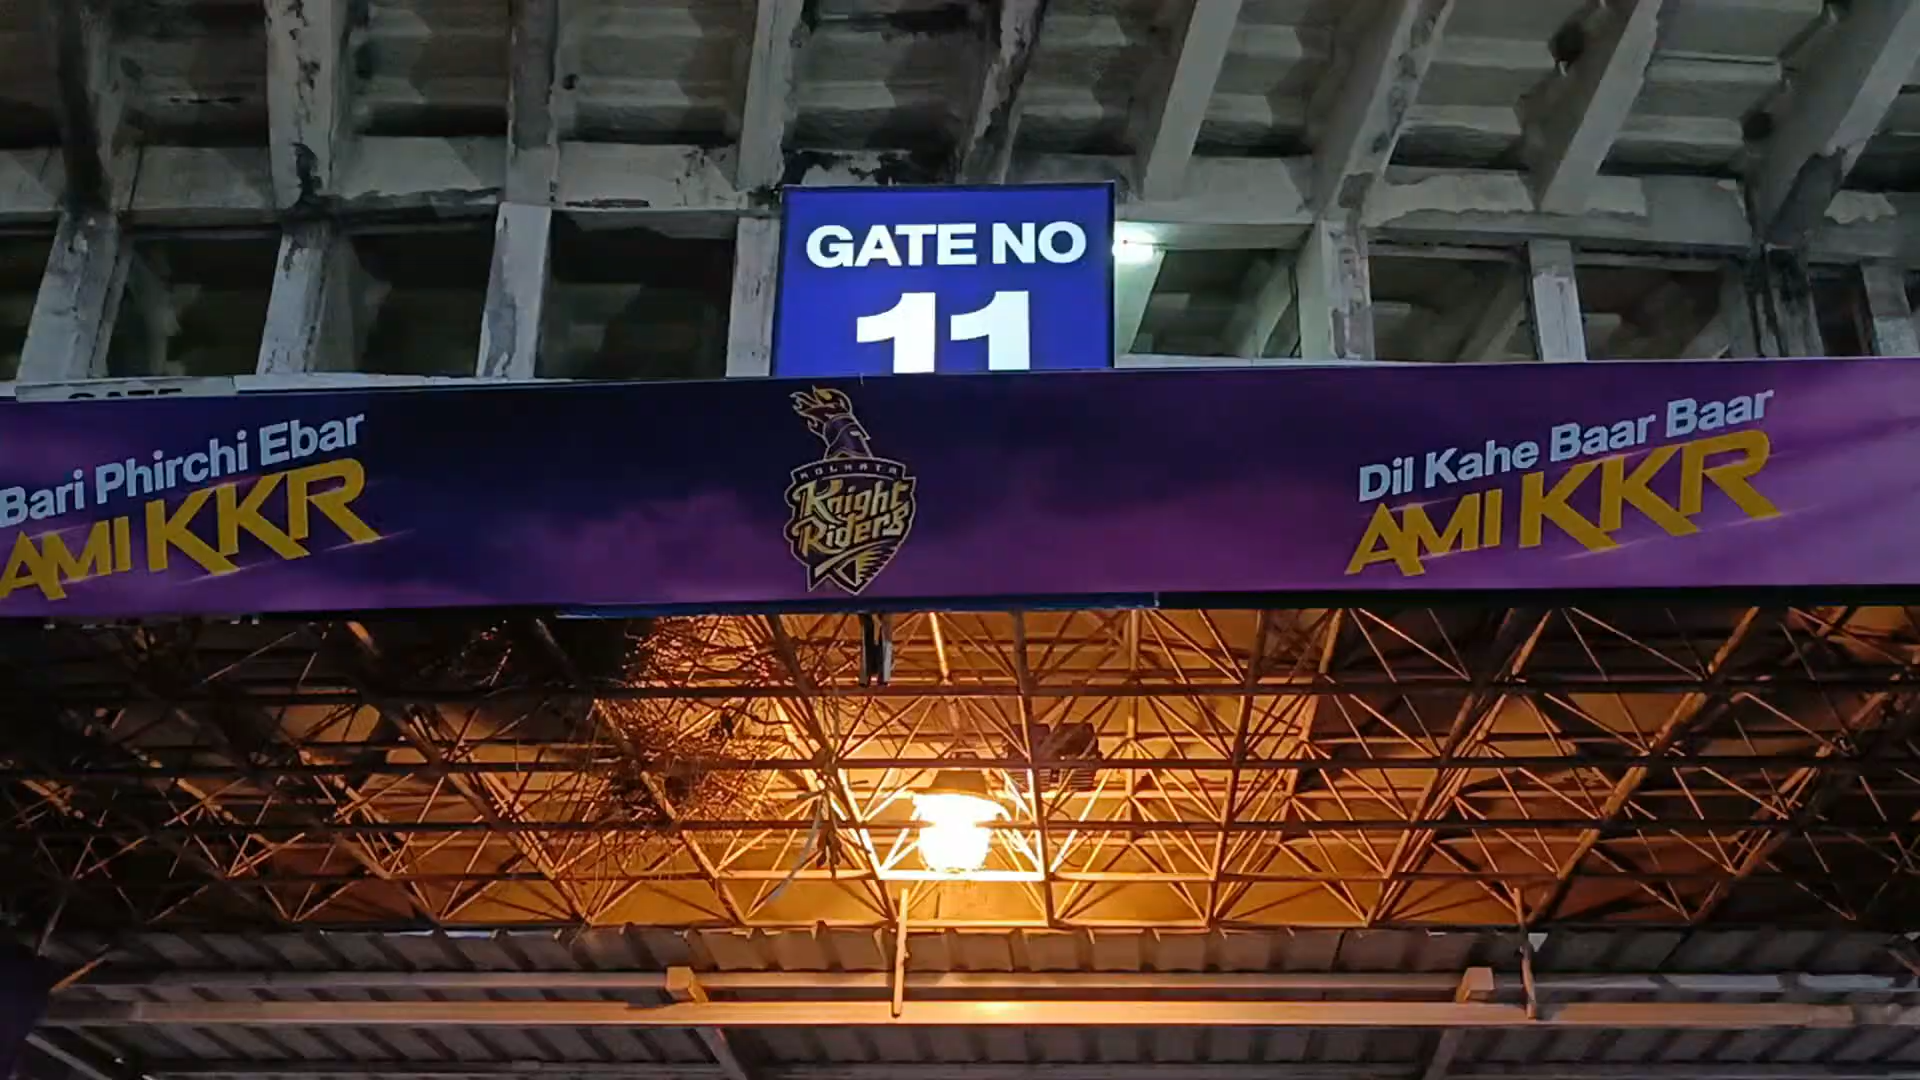 GATE NO
11
Bari Phirchi Ebar
AMI KKR
KOLKATA
Knight
Riders
Dil Kahe Baar Baar
AMI KKR